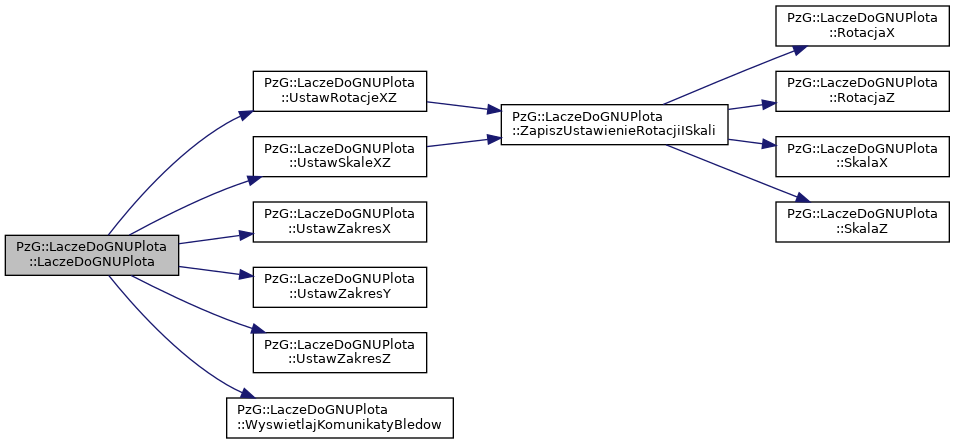 PzG::LaczeDoGNUPlota
::LaczeDoGNUPlota
PzG::LaczeDoGNUPlota
::UstawRotacjeXZ
PzG::LaczeDoGNUPlota
::UstawSkaleXZ
PzG::LaczeDoGNUPlota
::UstawZakresX
PzG::LaczeDoGNUPlota
::UstawZakresY
PzG::LaczeDoGNUPlota
::UstawZakresZ
PzG::LaczeDoGNUPlota
::WyswietlajKomunikatyBledow
PzG::LaczeDoGNUPlota
::ZapiszUstawienieRotacjiISkali
PzG::LaczeDoGNUPlota
::RotacjaX
PzG::LaczeDoGNUPlota
::RotacjaZ
PzG::LaczeDoGNUPlota
::SkalaX
PzG::LaczeDoGNUPlota
::SkalaZ